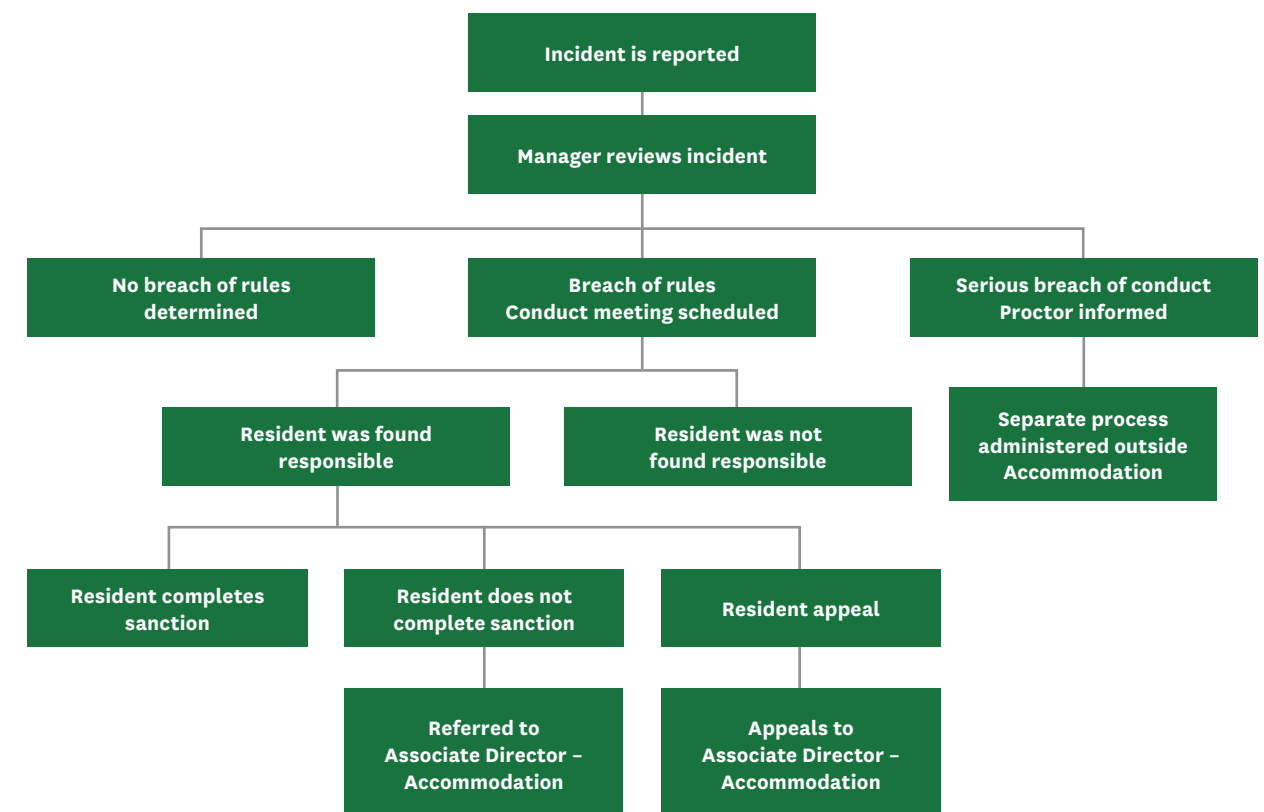 Incident is reported
Manager reviews incident
No breach of rules
determined
Breach of rules
Conduct meeting scheduled
Serious breach of conduct
Proctor informed
Resident was found
responsible
Resident was not
found responsible
Separate process
administered outside
Accommodation
Resident completes
sanction
Resident does not
complete sanction
Resident appeal
Referred to
Associate Director –
Accommodation
Appeals to
Associate Director –
Accommodation